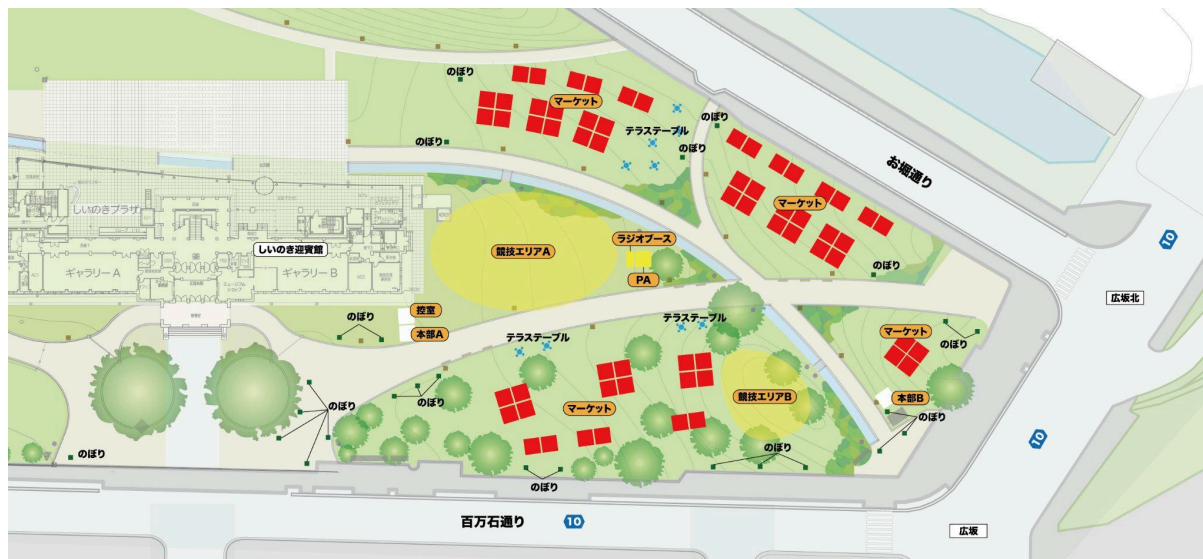 のぼり
マーケット
テラステーブル
のぼり
のぼり
のぼり
お堀通り
マーケット
しいのきプラザ
しいのき迎賓館
競技エリアA
ラジオブース
PA
10
ギャラリーA
ギャラリーB
のぼり
広坂北
控室
のぼり
本部A
テラステーブル
テラステーブル
マーケット
のぼり
のぼり
のぼり
マーケット
競技エリアB
本部B
のぼり
のぼり
のぼり
のぼり
10
百万石通り
10
広坂